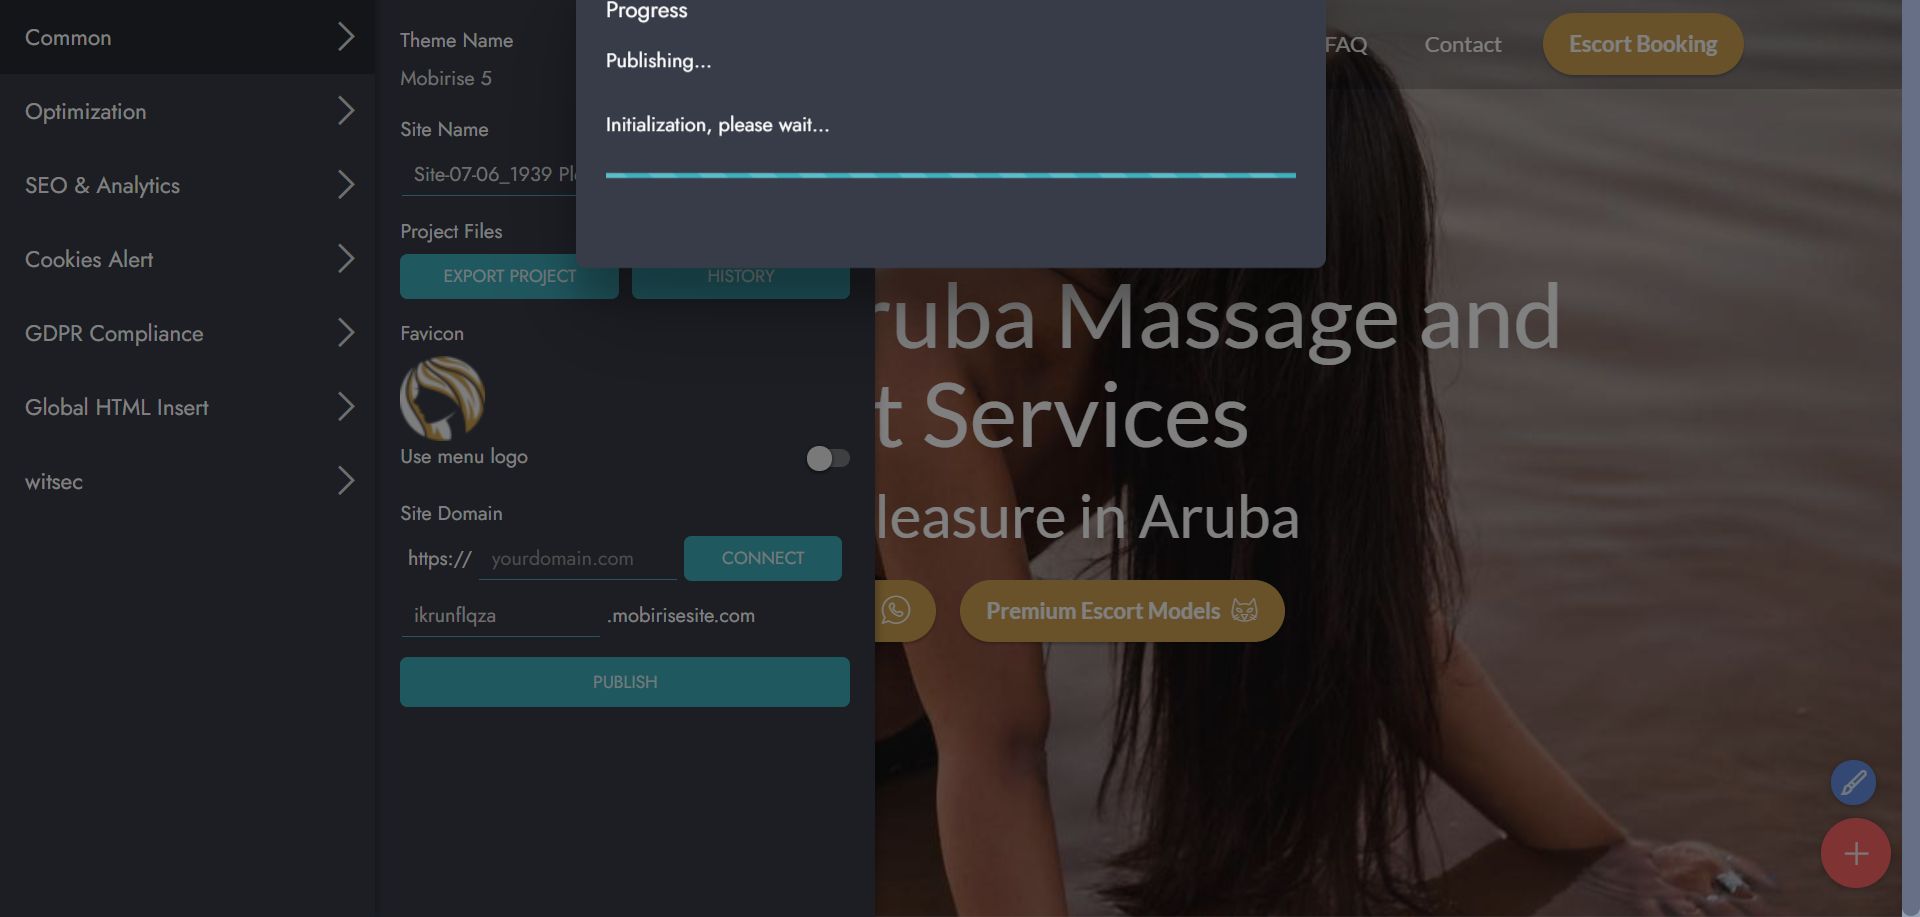 Common
Optimization
SEO & Analytics
Cookies Alert
GDPR Compliance
Global HTML Insert
witsec
Theme Name
Mobirise 5
Site Name
Site-07-06_1939
Project Files
EXPORT PROJECT
HISTORY
Favicon
Use menu logo
Site Domain
https://
yourdomain.com
CONNECT
ikrunflqza
.mobirisesite.com
PUBLISH
Progress
Publishing...
Initialization, please wait...
FAQ
Contact
Escort Booking
Massage and
Services
in Aruba
Premium Escort Models